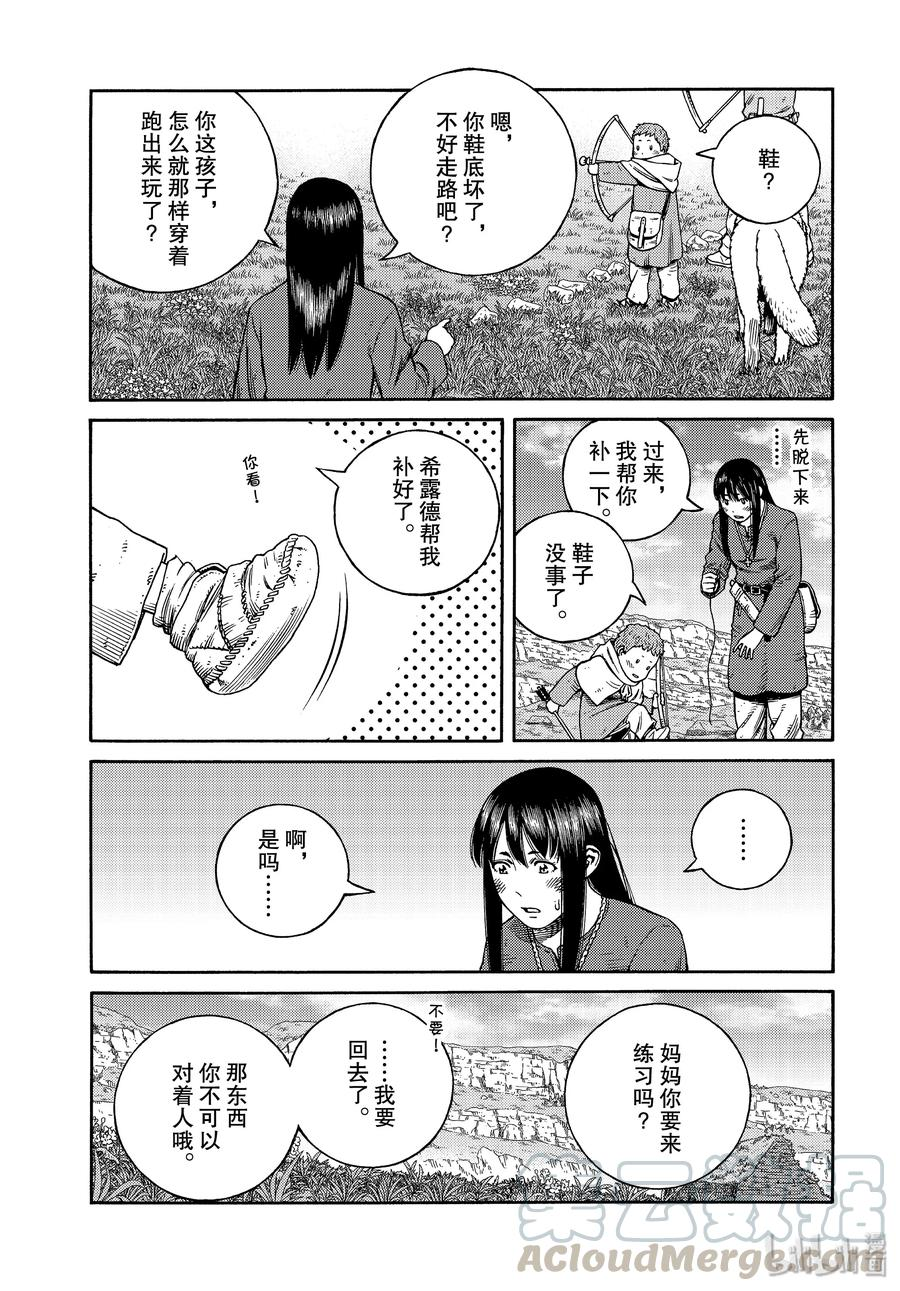 鞋？
嗯，
你鞋底坏了，
不好走路吧？
你这孩子，
怎么就那样穿着
跑出来玩了？
先脱下来
……
过来，
我帮你
补一下。
鞋子
没事了。
希露德帮我
补好了。
你看！
……
啊，
是吗……
妈妈你要来
练习吗？
不要！
……我要
回去了。
那东西
你不可以
对着人哦。
ACloudMerge.com
漫画